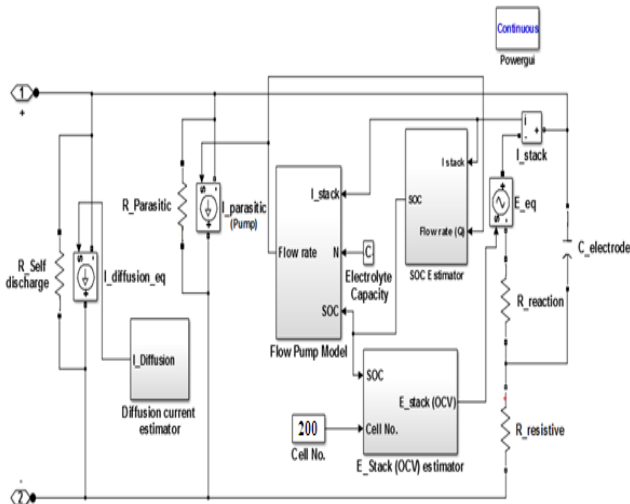 Continuous
Powergui
1
+
i
+
-
I_stack
I stack
SOC
Flow rate (Q)
SOC Estimator
s
+
-
E_eq
R_Parasitic
s
-
+
I_parasitic
(Pump)
I_stack
Flow rate
N
SOC
Flow Pump Model
C
Electrolyte
Capacity
C_electrode
R_Self
discharge
s
-
+
I_diffusion_eq
R_reaction
I_Diffusion
Diffusion current
estimator
SOC
E_stack (OCV)
Cell No.
E_Stack (OCV) estimator
200
Cell No.
+
R_resistive
-
2